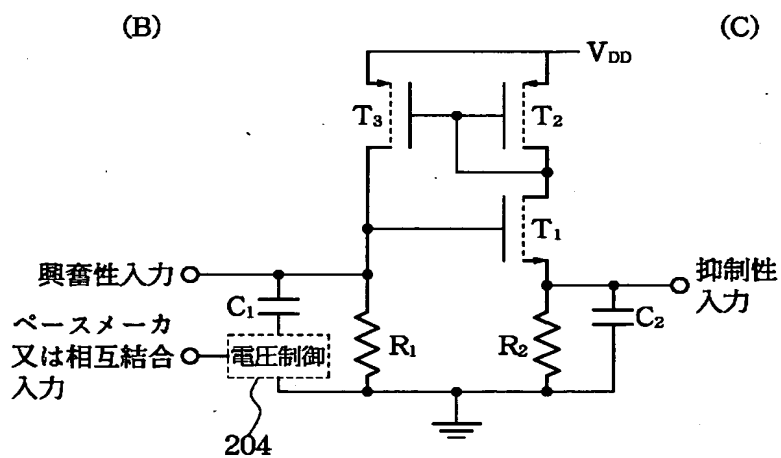 (B)
(C)
V_DD
T₃
T₂
T₁
興奮性入力
C₁
抑制性
入力
ペースメーカ
又は相互結合
入力
電圧制御
R₁
R₂
C₂
204